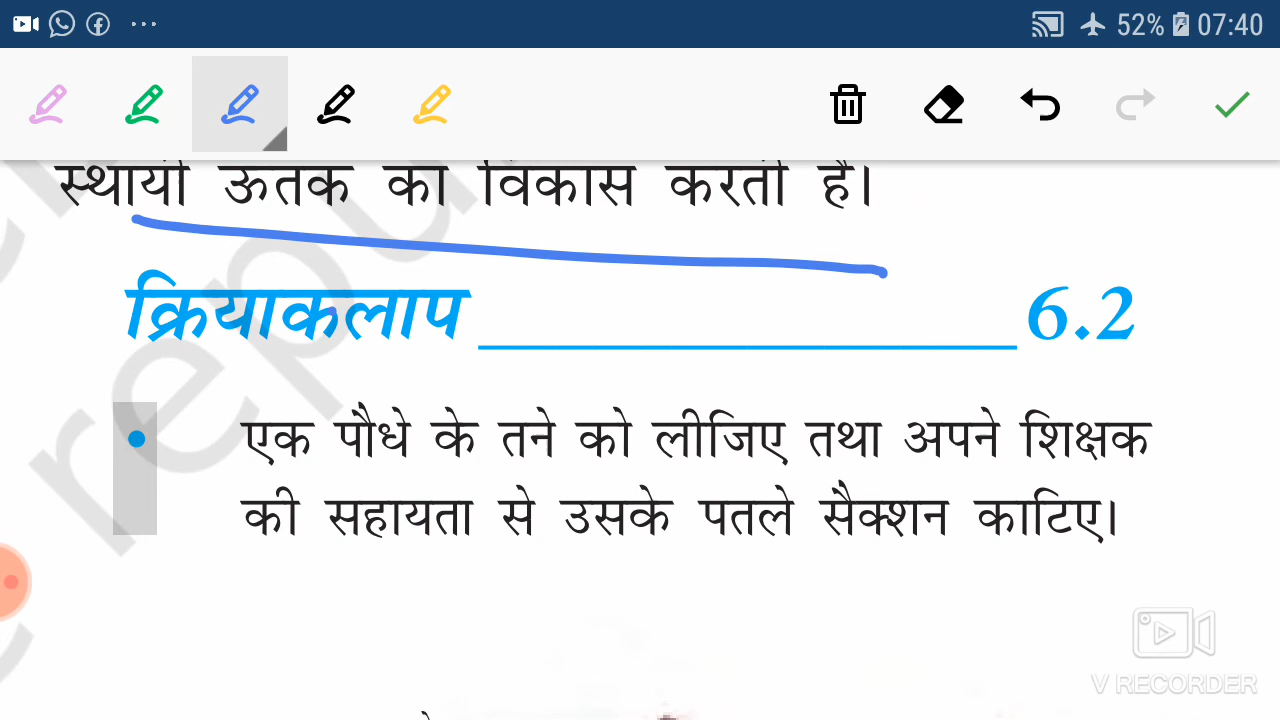 52% 07:40
स्थायी ऊतक का विकास करती हैं।
क्रियाकलाप 6.2
• एक पौधे के तने को लीजिए तथा अपने शिक्षक
की सहायता से उसके पतले सैक्शन काटिए।
V RECORDER